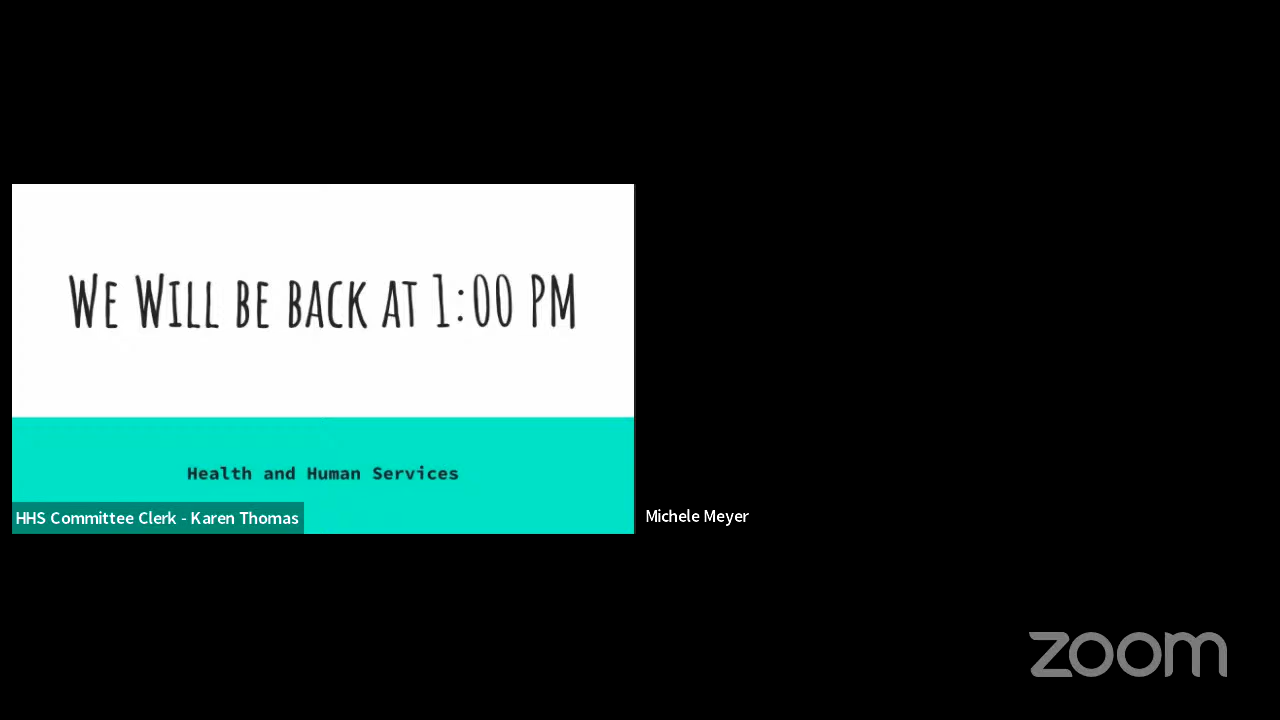 We Will be back at 1:00 PM
Health and Human Services
HHS Committee Clerk - Karen Thomas
Michele Meyer
zoom